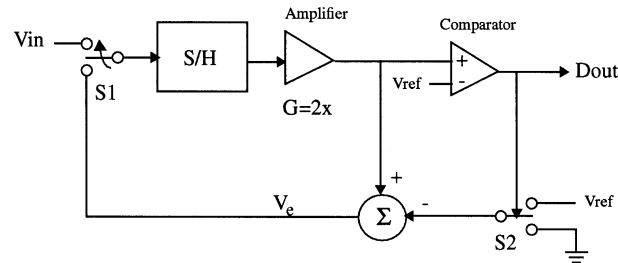 Amplifier
Comparator
Vin
S/H
+
-
Dout
Vref
S1
G=2x
+
Ve
Σ
-
Vref
S2